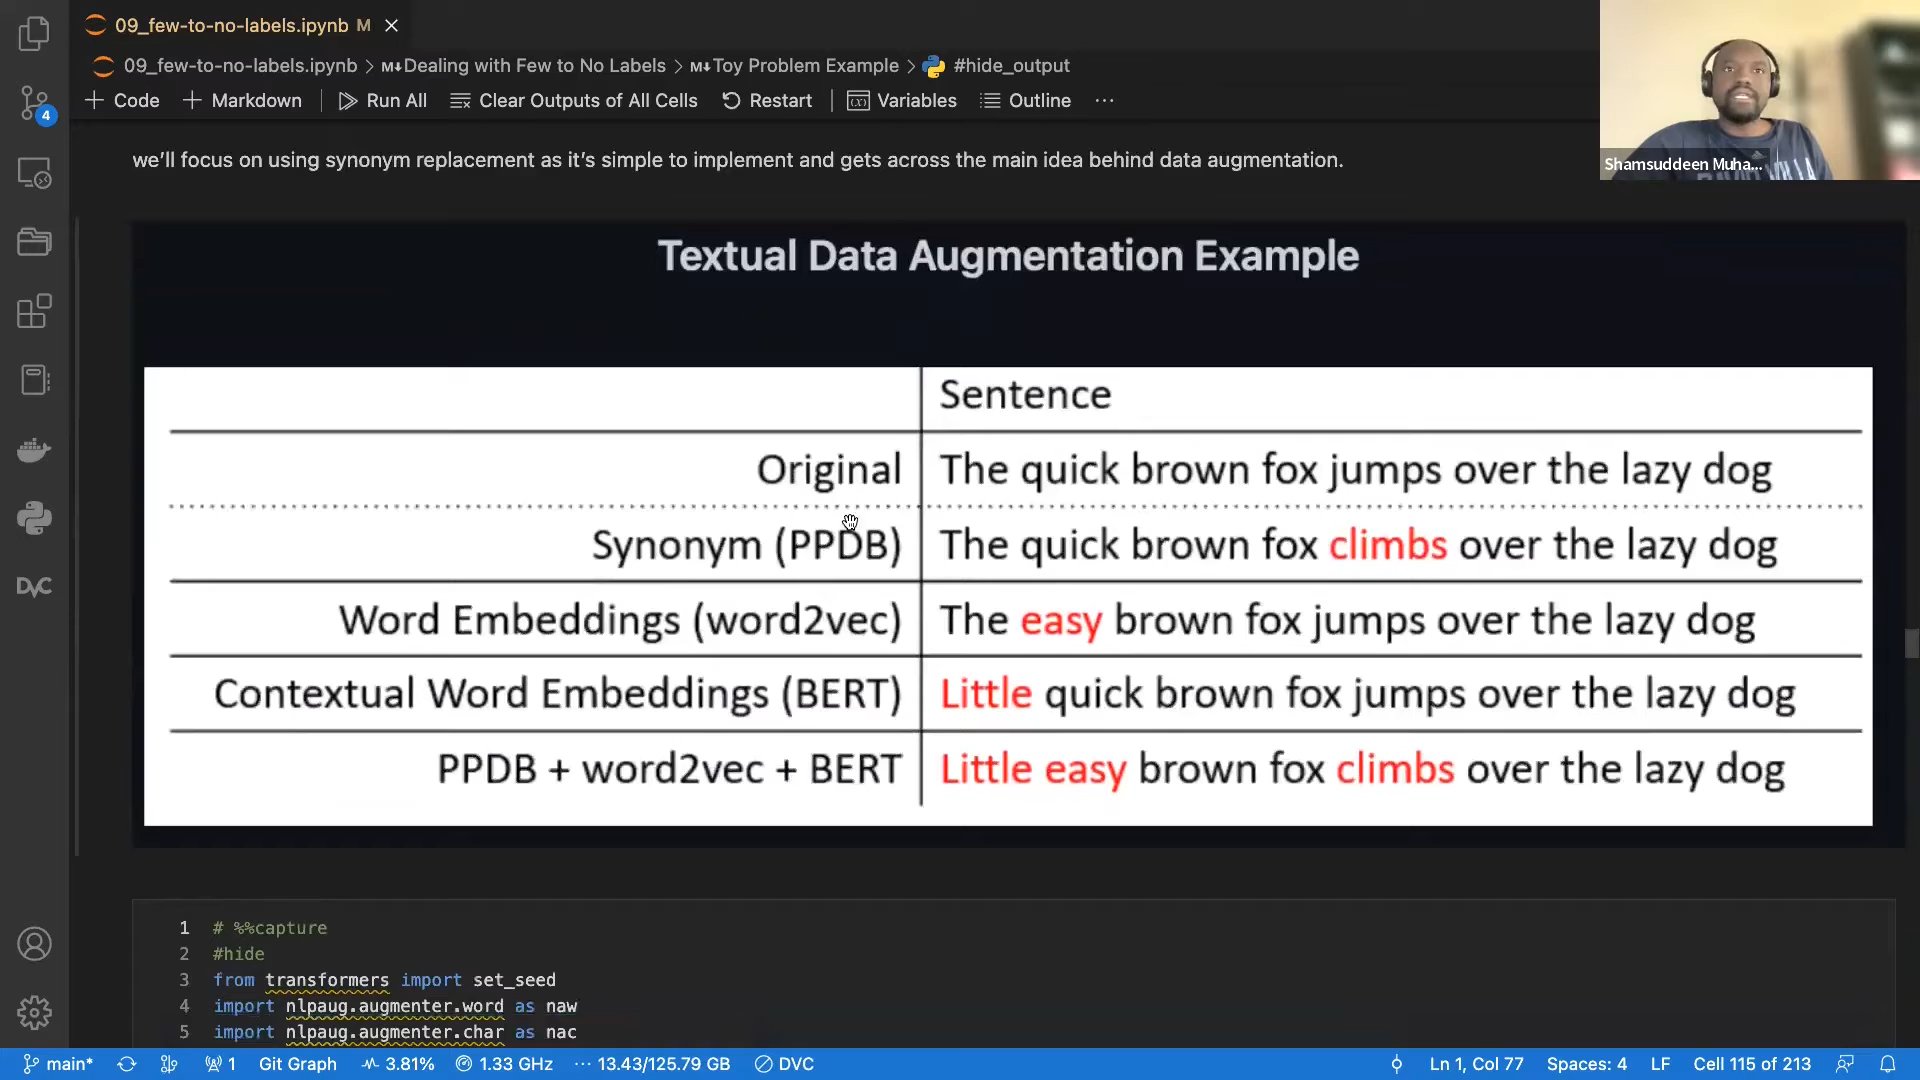 09_few-to-no-labels.ipynb M
09_few-to-no-labels.ipynb > M↓Dealing with Few to No Labels > M↓Toy Problem Example > #hide_output
+ Code + Markdown Run All Clear Outputs of All Cells Restart Variables Outline ...
Shamsuddeen Muha...
we’ll focus on using synonym replacement as it’s simple to implement and gets across the main idea behind data augmentation.
4
Textual Data Augmentation Example
Sentence
Original The quick brown fox jumps over the lazy dog
Synonym (PPDB) The quick brown fox climbs over the lazy dog
Word Embeddings (word2vec) The easy brown fox jumps over the lazy dog
Contextual Word Embeddings (BERT) Little quick brown fox jumps over the lazy dog
PPDB + word2vec + BERT Little easy brown fox climbs over the lazy dog
DVC
1 # %%capture
2 #hide
3 from transformers import set_seed
4 import nlpaug.augmenter.word as naw
5 import nlpaug.augmenter.char as nac
main* 1 Git Graph 3.81% 1.33 GHz ... 13.43/125.79 GB DVC Ln 1, Col 77 Spaces: 4 LF Cell 115 of 213